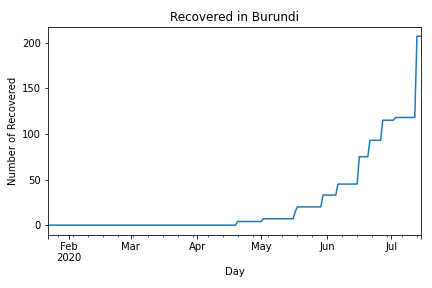 Recovered in Burundi
Number of Recovered
200
150
100
50
0
Feb
2020
Mar
Apr
May
Jun
Jul
Day